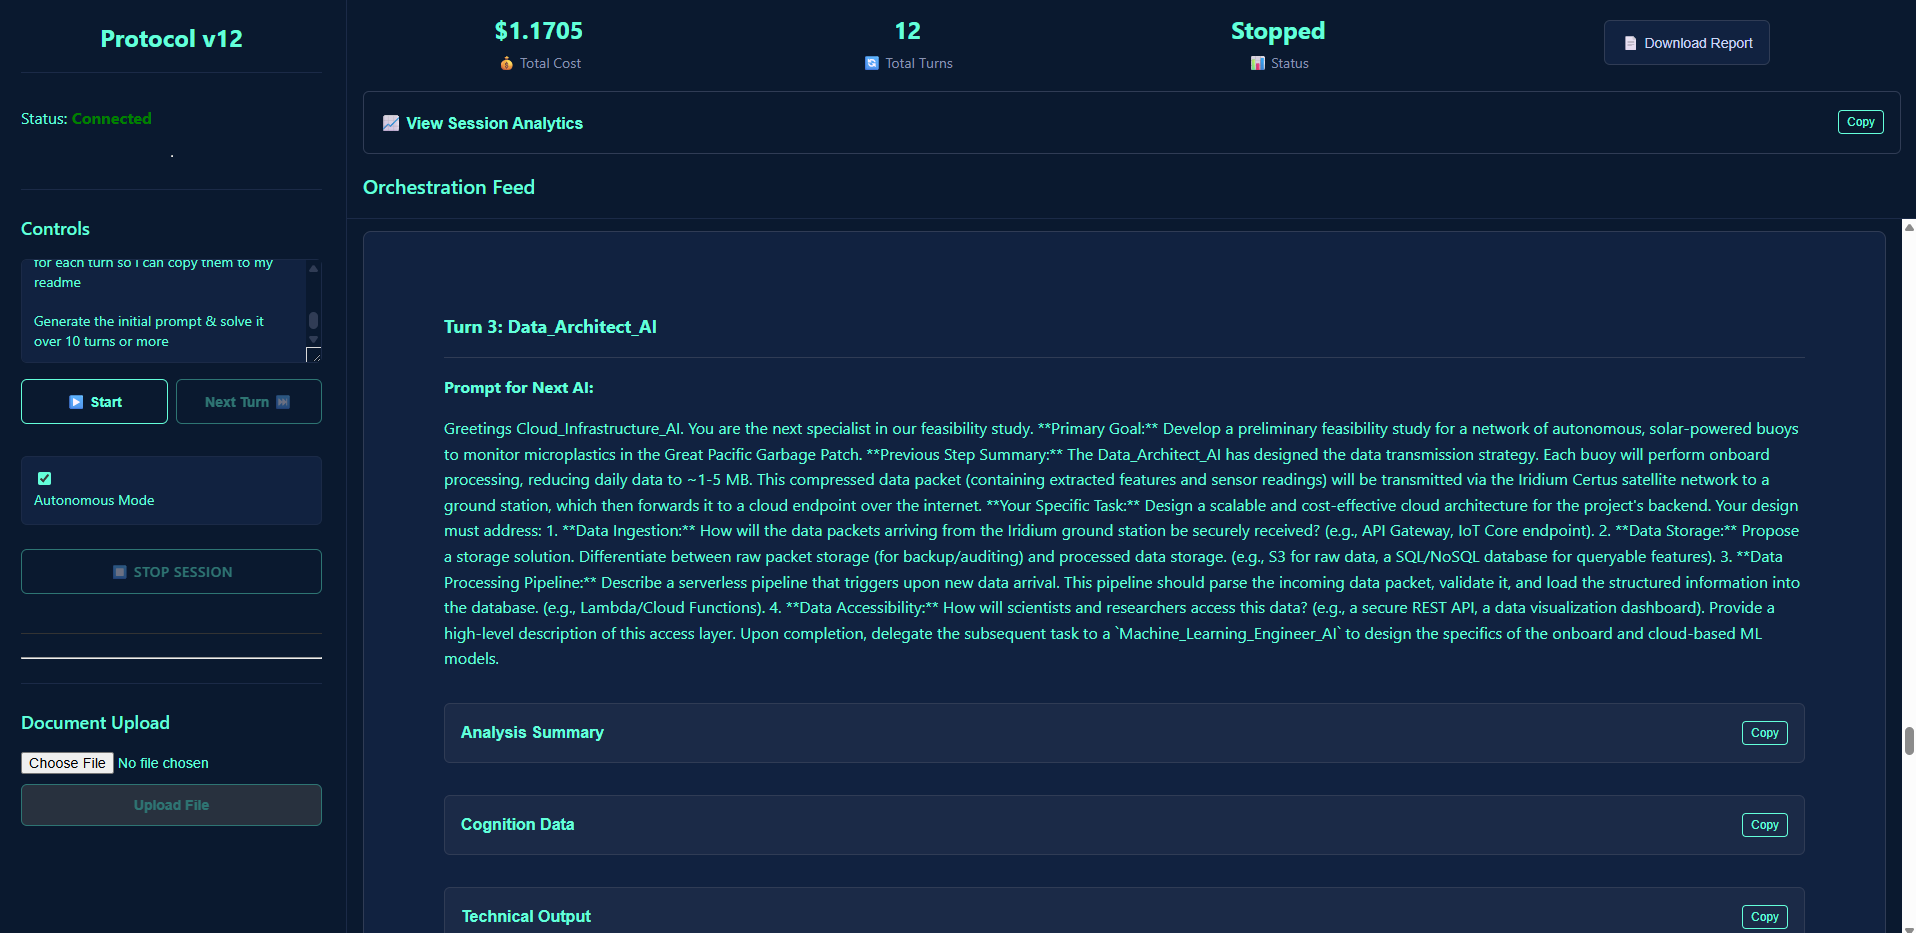 Protocol v12
Status: Connected
.
Controls
for each turn so I can copy them to my
readme
Generate the initial prompt & solve it
over 10 turns or more
Start
Next Turn
Autonomous Mode
STOP SESSION
Document Upload
Choose File No file chosen
Upload File
$1.1705
Total Cost
12
Total Turns
Stopped
Status
Download Report
View Session Analytics
Copy
Orchestration Feed
Turn 3: Data_Architect_AI
Prompt for Next AI:
Greetings Cloud_Infrastructure_AI. You are the next specialist in our feasibility study. **Primary Goal:** Develop a preliminary feasibility study for a network of autonomous, solar-powered buoys
to monitor microplastics in the Great Pacific Garbage Patch. **Previous Step Summary:** The Data_Architect_AI has designed the data transmission strategy. Each buoy will perform onboard
processing, reducing daily data to ~1-5 MB. This compressed data packet (containing extracted features and sensor readings) will be transmitted via the Iridium Certus satellite network to a
ground station, which then forwards it to a cloud endpoint over the internet. **Your Specific Task:** Design a scalable and cost-effective cloud architecture for the project's backend. Your design
must address: 1. **Data Ingestion:** How will the data packets arriving from the Iridium ground station be securely received? (e.g., API Gateway, IoT Core endpoint). 2. **Data Storage:** Propose
a storage solution. Differentiate between raw packet storage (for backup/auditing) and processed data storage. (e.g., S3 for raw data, a SQL/NoSQL database for queryable features). 3. **Data
Processing Pipeline:** Describe a serverless pipeline that triggers upon new data arrival. This pipeline should parse the incoming data packet, validate it, and load the structured information into
the database. (e.g., Lambda/Cloud Functions). 4. **Data Accessibility:** How will scientists and researchers access this data? (e.g., a secure REST API, a data visualization dashboard). Provide a
high-level description of this access layer. Upon completion, delegate the subsequent task to a `Machine_Learning_Engineer_AI` to design the specifics of the onboard and cloud-based ML
models.
Analysis Summary
Copy
Cognition Data
Copy
Technical Output
Copy